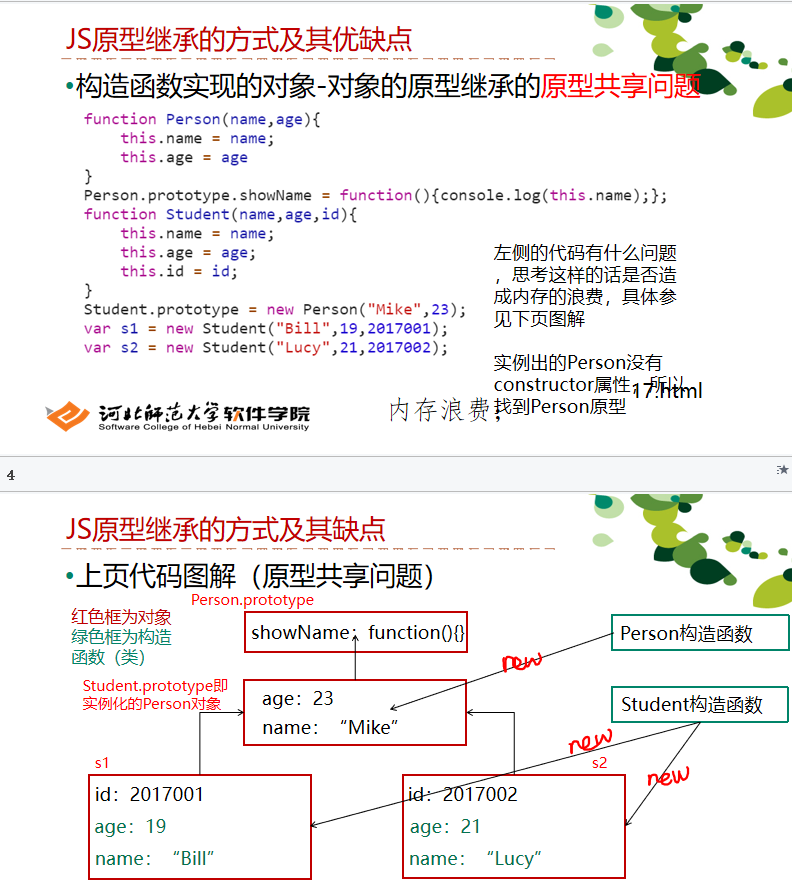 JS原型继承的方式及其优缺点
•构造函数实现的对象-对象的原型继承的原型共享问题
function Person(name,age){
this.name = name;
this.age = age
}
Person.prototype.showName = function(){console.log(this.name);};
function Student(name,age,id){
this.name = name;
this.age = age;
this.id = id;
}
Student.prototype = new Person("Mike",23);
var s1 = new Student("Bill",19,2017001);
var s2 = new Student("Lucy",21,2017002);
左侧的代码有什么问题
，思考这样的话是否造
成内存的浪费，具体参
见下页图解
实例出的Person没有
constructor属性，所以
找到Person原型
17.html
内存浪费；
河北师范大学软件学院
Software College of Hebei Normal University
4
JS原型继承的方式及其缺点
•上页代码图解（原型共享问题）
Person.prototype
红色框为对象
绿色框为构造
函数（类）
showName：function(){}
Person构造函数
new
Student.prototype即
实例化的Person对象
age：23
name：“Mike”
Student构造函数
new
new
s1
s2
id：2017001
age：19
name：“Bill”
id：2017002
age：21
name：“Lucy”